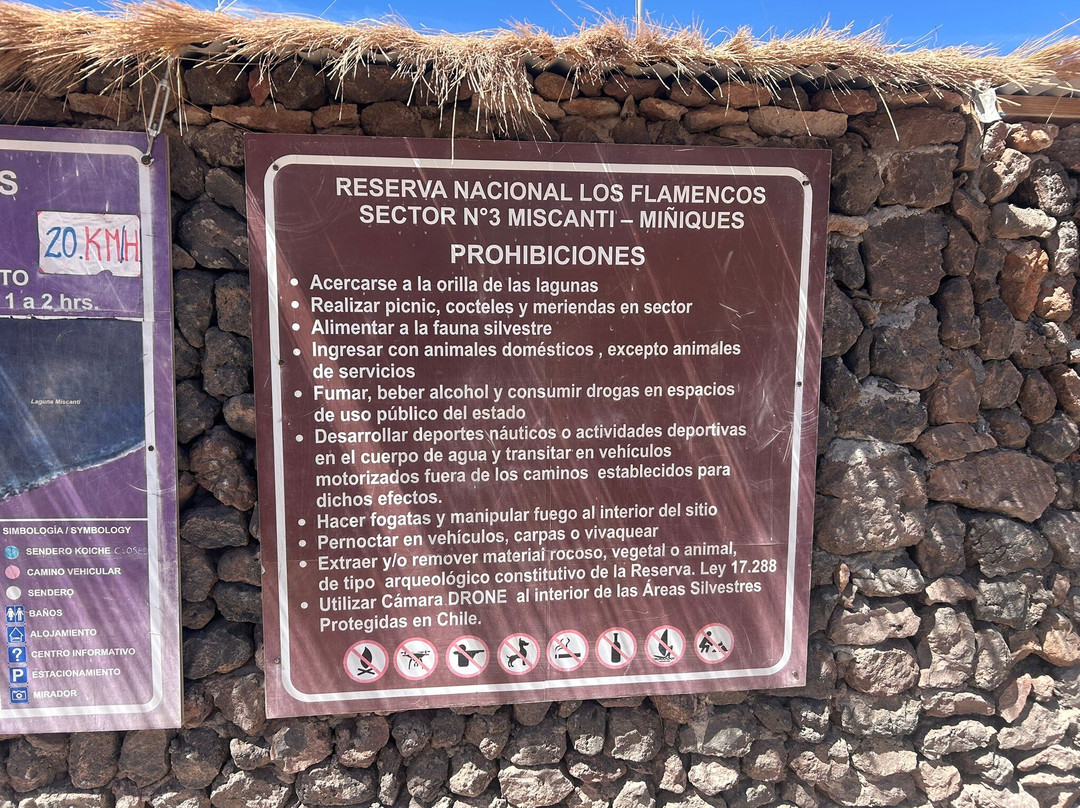 S
20.KM/H
TO
1 a 2 hrs.
Laguna Miscanti
SIMBOLOGÍA / SYMBOLOGY
SENDERO KOICHE CLOSED
CAMINO VEHICULAR
SENDERO
BAÑOS
ALOJAMIENTO
? CENTRO INFORMATIVO
P ESTACIONAMIENTO
MIRADOR
RESERVA NACIONAL LOS FLAMENCOS
SECTOR N°3 MISCANTI – MIÑIQUES
PROHIBICIONES
• Acercarse a la orilla de las lagunas
• Realizar picnic, cocteles y meriendas en sector
• Alimentar a la fauna silvestre
• Ingresar con animales domésticos , excepto animales
de servicios
• Fumar, beber alcohol y consumir drogas en espacios
de uso público del estado
• Desarrollar deportes náuticos o actividades deportivas
en el cuerpo de agua y transitar en vehículos
motorizados fuera de los caminos establecidos para
dichos efectos.
• Hacer fogatas y manipular fuego al interior del sitio
• Pernoctar en vehículos, carpas o vivaquear
• Extraer y/o remover material rocoso, vegetal o animal,
de tipo arqueológico constitutivo de la Reserva. Ley 17.288
• Utilizar Cámara DRONE al interior de las Áreas Silvestres
Protegidas en Chile.